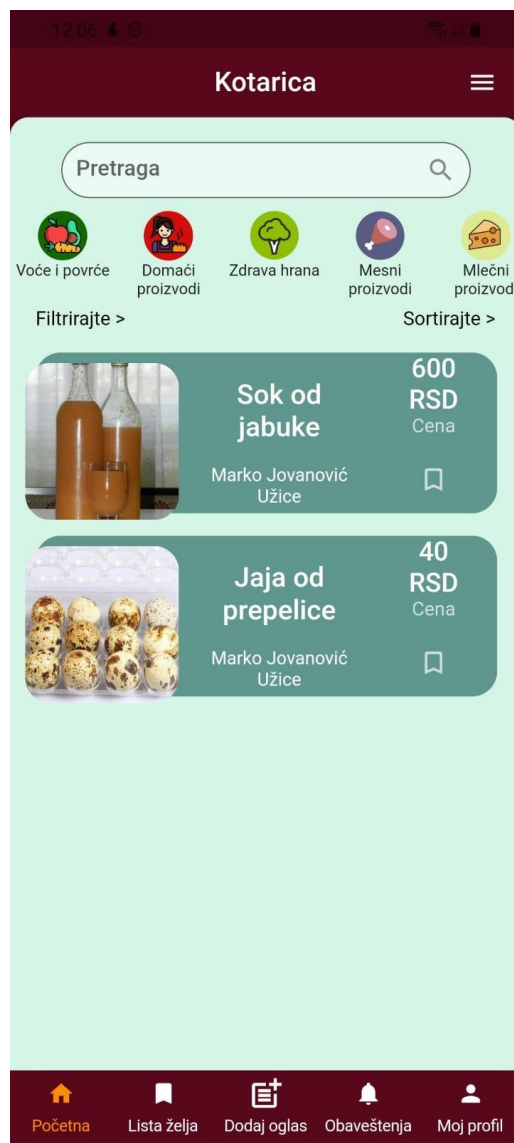 12:06
Kotarica
Pretraga
Voće i povrće
Domaći
proizvodi
Zdrava hrana
Mesni
proizvodi
Mlečni
proizvod
Filtrirajte >
Sortirajte >
Sok od
jabuke
600
RSD
Cena
Marko Jovanović
Užice
Jaja od
prepelice
40
RSD
Cena
Marko Jovanović
Užice
Početna
Lista želja
Dodaj oglas
Obaveštenja
Moj profil